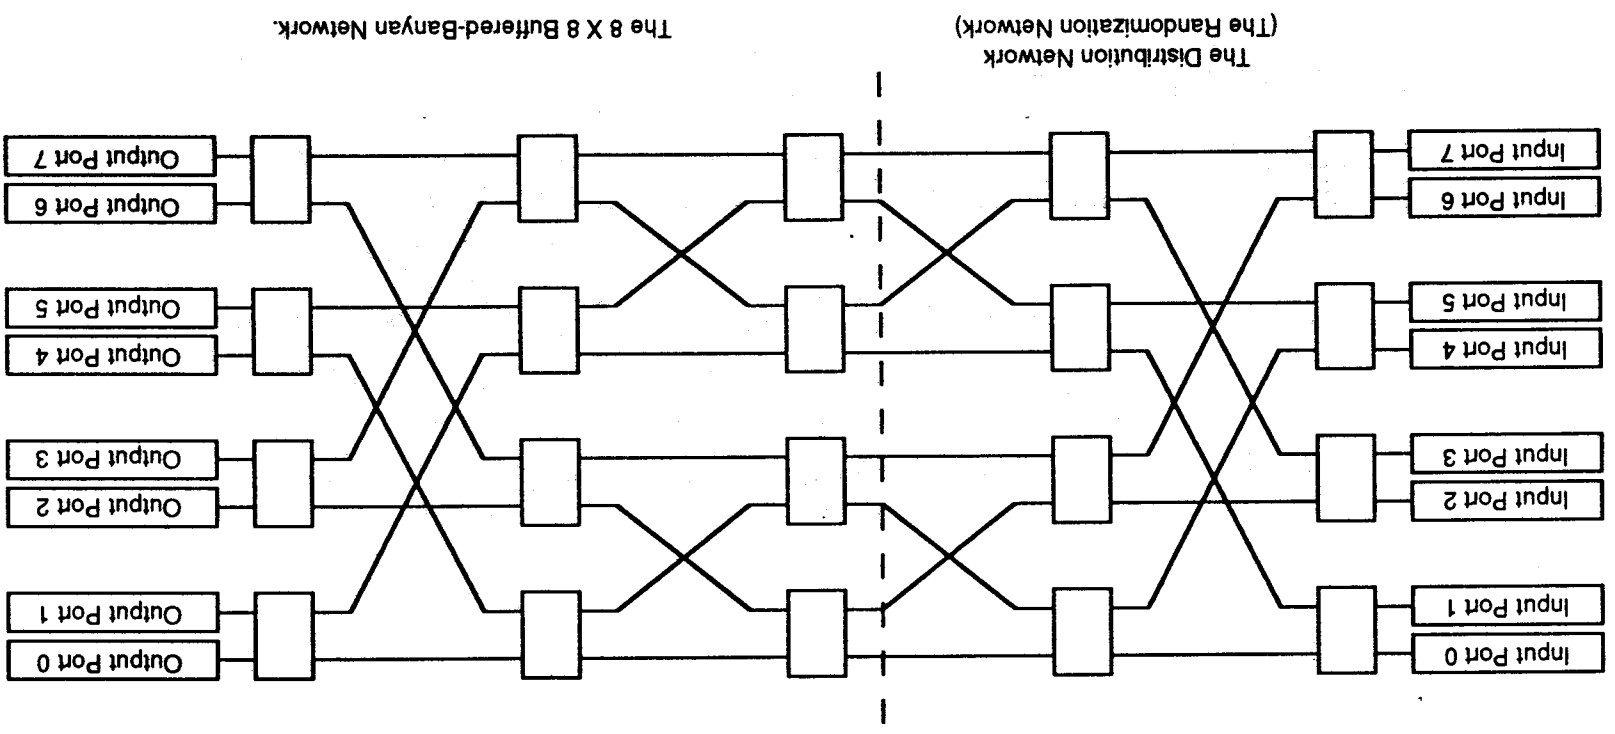 Input Port 0
Input Port 1
Input Port 2
Input Port 3
Input Port 4
Input Port 5
Input Port 6
Input Port 7
Output Port 0
Output Port 1
Output Port 2
Output Port 3
Output Port 4
Output Port 5
Output Port 6
Output Port 7
The Distribution Network
(The Randomization Network)
The 8 X 8 Buffered-Banyan Network.